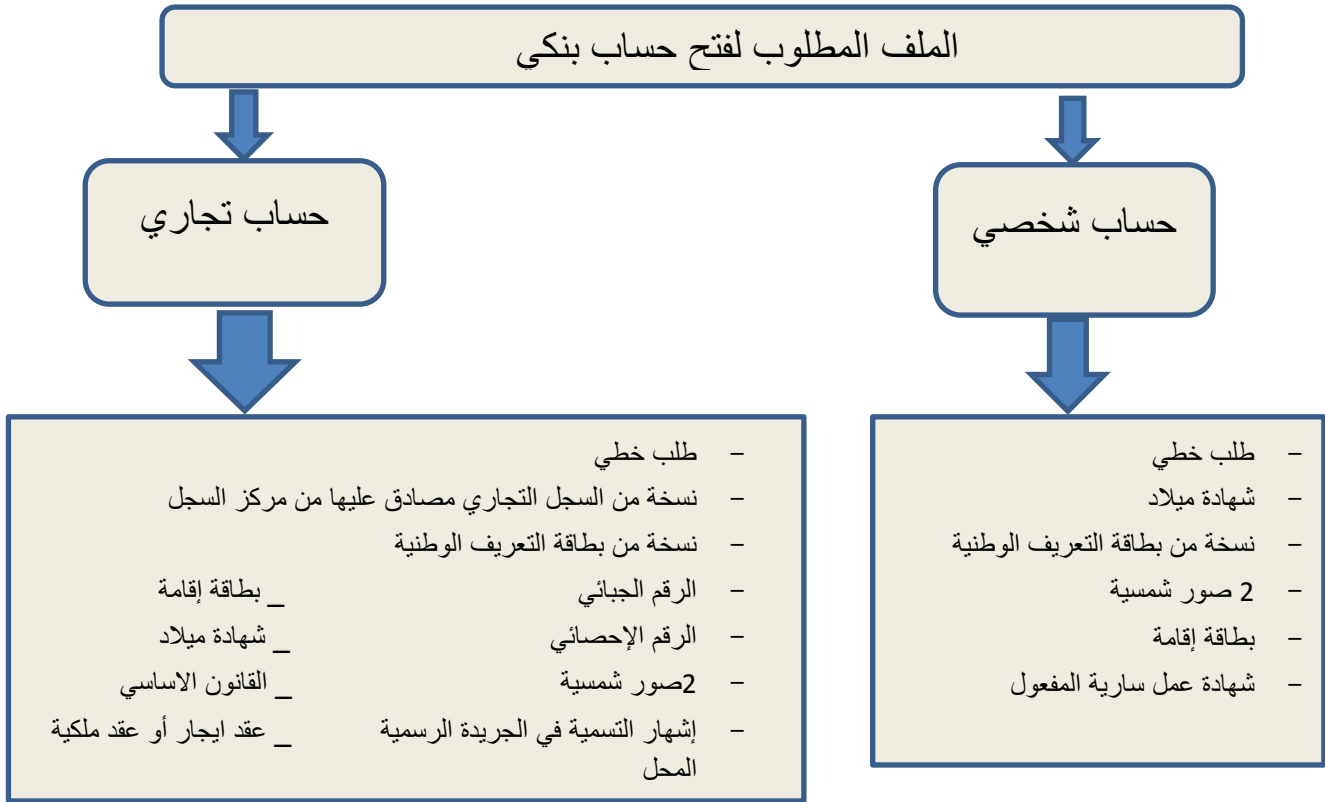 الملف المطلوب لفتح حساب بنكي
حساب شخصي
حساب تجاري
- طلب خطي
- شهادة ميلاد
- نسخة من بطاقة التعريف الوطنية
- 2 صور شمسية
- بطاقة إقامة
- شهادة عمل سارية المفعول
- طلب خطي
- نسخة من السجل التجاري مصادق عليها من مركز السجل
- نسخة من بطاقة التعريف الوطنية
- الرقم الجبائي _ بطاقة إقامة
- الرقم الإحصائي _ شهادة ميلاد
- 2صور شمسية _ القانون الاساسي
- إشهار التسمية في الجريدة الرسمية _ عقد ايجار أو عقد ملكية
المحل